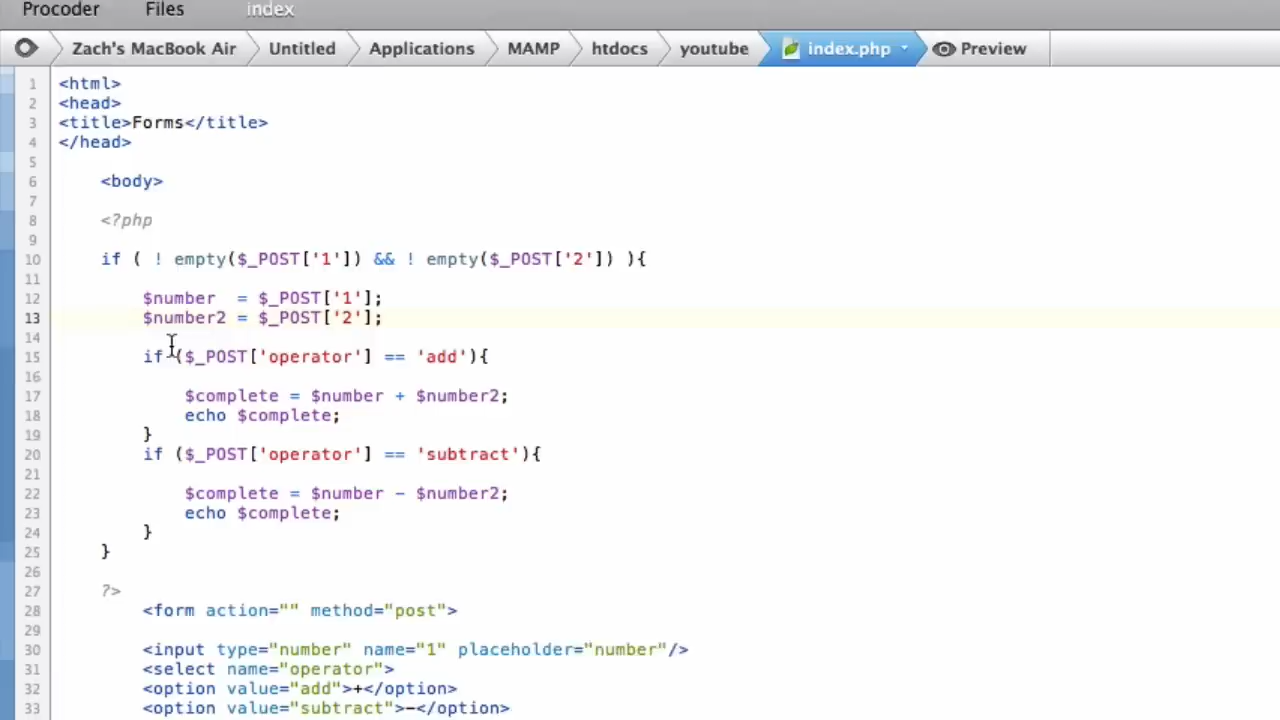 Procoder Files index
Zach's MacBook Air Untitled Applications MAMP htdocs youtube index.php Preview
1 <html>
2 <head>
3 <title>Forms</title>
4 </head>
5
6 <body>
7
8 <?php
9
10 if ( ! empty($_POST['1']) && ! empty($_POST['2']) ){
11
12 $number  = $_POST['1'];
13 $number2 = $_POST['2'];
14
15 if ($_POST['operator'] == 'add'){
16
17 $complete = $number + $number2;
18 echo $complete;
19 }
20 if ($_POST['operator'] == 'subtract'){
21
22 $complete = $number - $number2;
23 echo $complete;
24 }
25 }
26
27 ?>
28 <form action="" method="post">
29
30 <input type="number" name="1" placeholder="number"/>
31 <select name="operator">
32 <option value="add">+</option>
33 <option value="subtract">-</option>